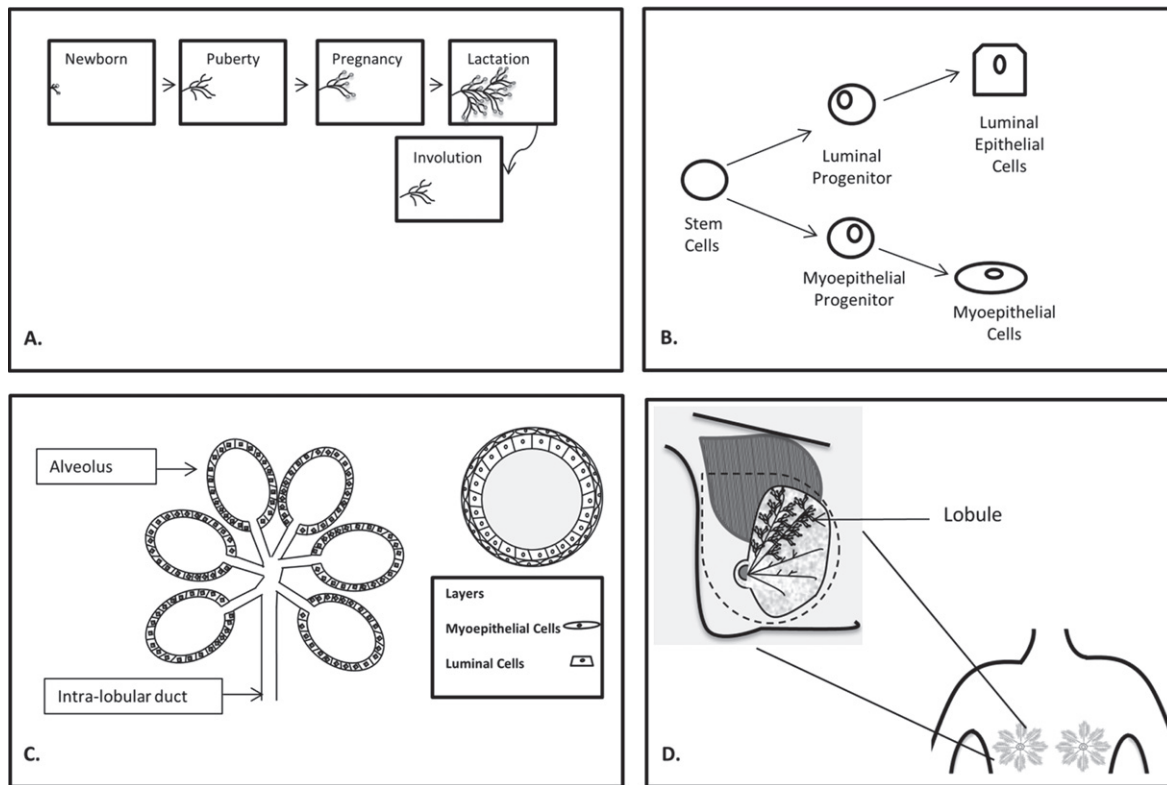 Newborn
Puberty
Pregnancy
Lactation
Involution
A.
Stem
Cells
Luminal
Progenitor
Luminal
Epithelial
Cells
Myoepithelial
Progenitor
Myoepithelial
Cells
B.
Alveolus
Intra-lobular duct
Layers
Myoepithelial Cells
Luminal Cells
C.
Lobule
D.